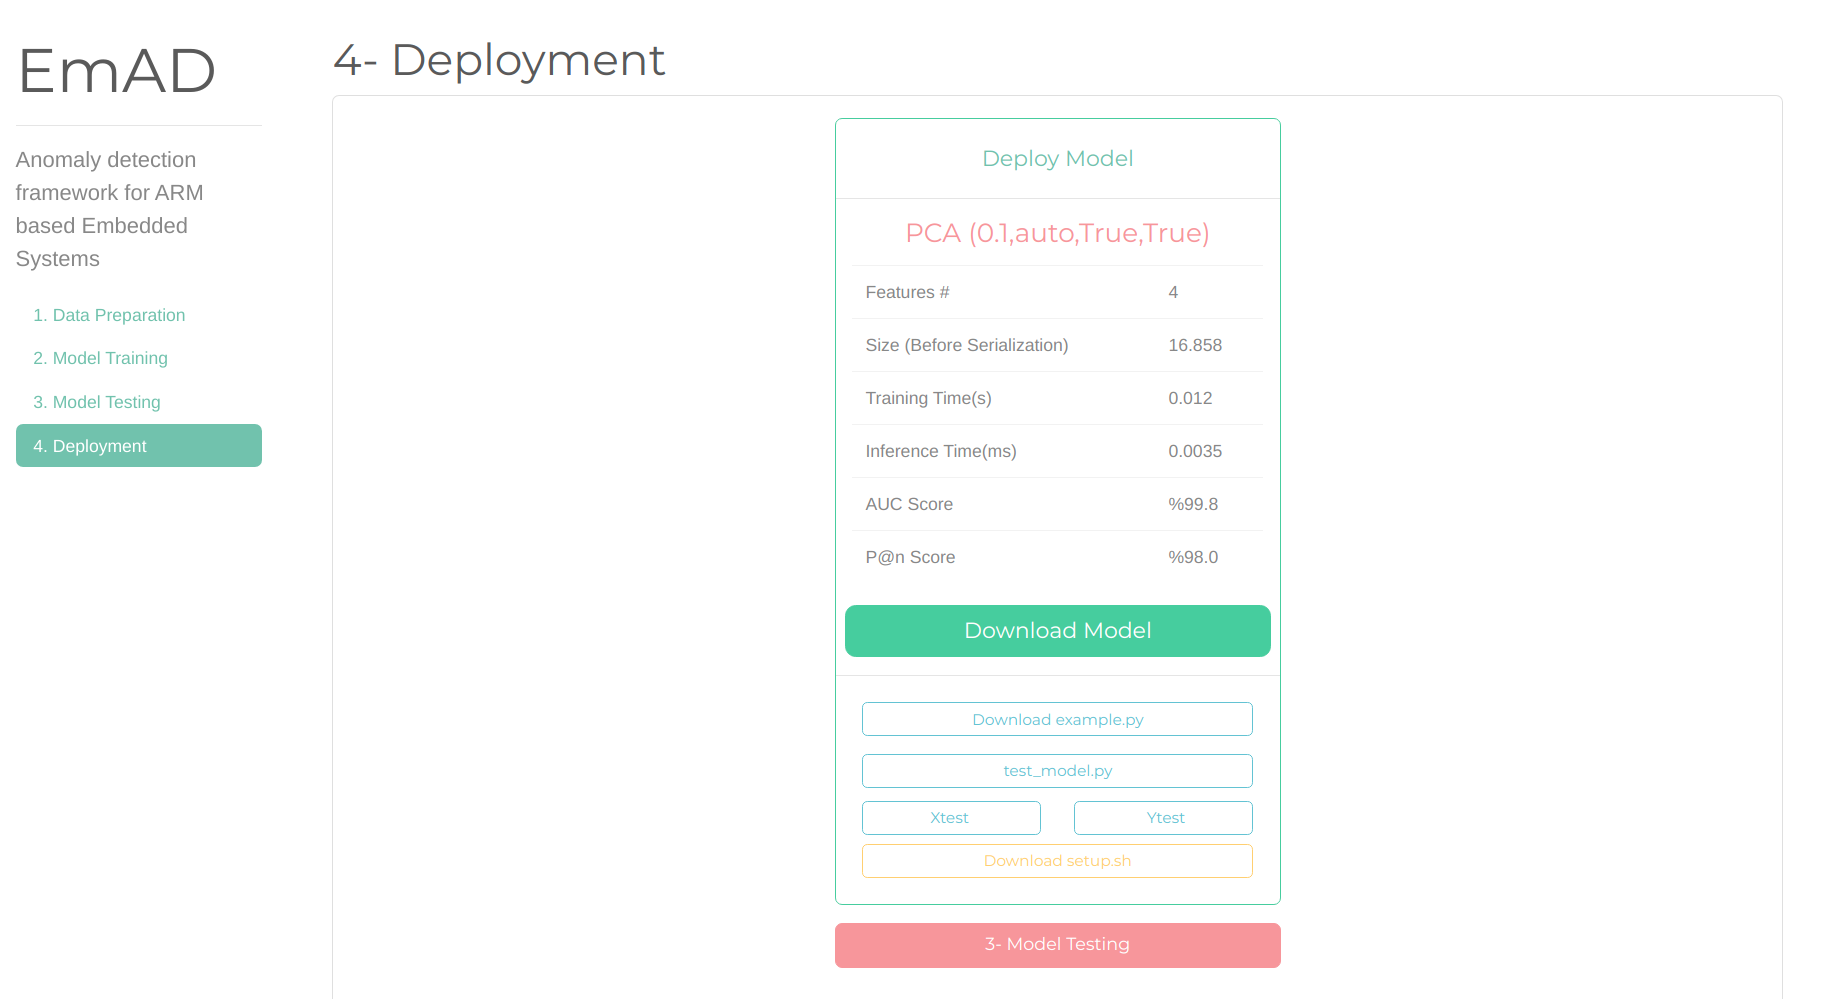 EmAD
Anomaly detection
framework for ARM
based Embedded
Systems
1. Data Preparation
2. Model Training
3. Model Testing
4. Deployment
4- Deployment
Deploy Model
PCA (0.1,auto,True,True)
Features # 4
Size (Before Serialization) 16.858
Training Time(s) 0.012
Inference Time(ms) 0.0035
AUC Score %99.8
P@n Score %98.0
Download Model
Download example.py
test_model.py
Xtest Ytest
Download setup.sh
3- Model Testing